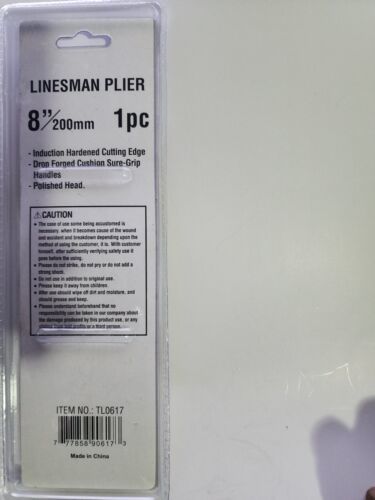 LINESMAN PLIER
8"/200mm 1pc
- Induction Hardened Cutting Edge
- Drop Forged Cushion Sure-Grip
Handles
- Polished Head.
⚠CAUTION
● The case of use some being accustomed is
necessary. when it becomes cause of the wound
and accident and breakdown depending upon the
method of using the customer, it is. With customer
himself, after sufficiently verifying safety use it
goes before the using.
● Please do not strike, do not pry or do not add a
strong shock.
● Do not use in addition to original use.
● Please keep it away from children.
● After use should wipe off dirt and moisture, and
should grease and keep.
● Please understand beforehand that no
responsibility can be taken in our company about
the damage produced by this product use, or any
and profits or a third person.
ITEM NO.: TL0617
7 77858 90617 3
Made in China